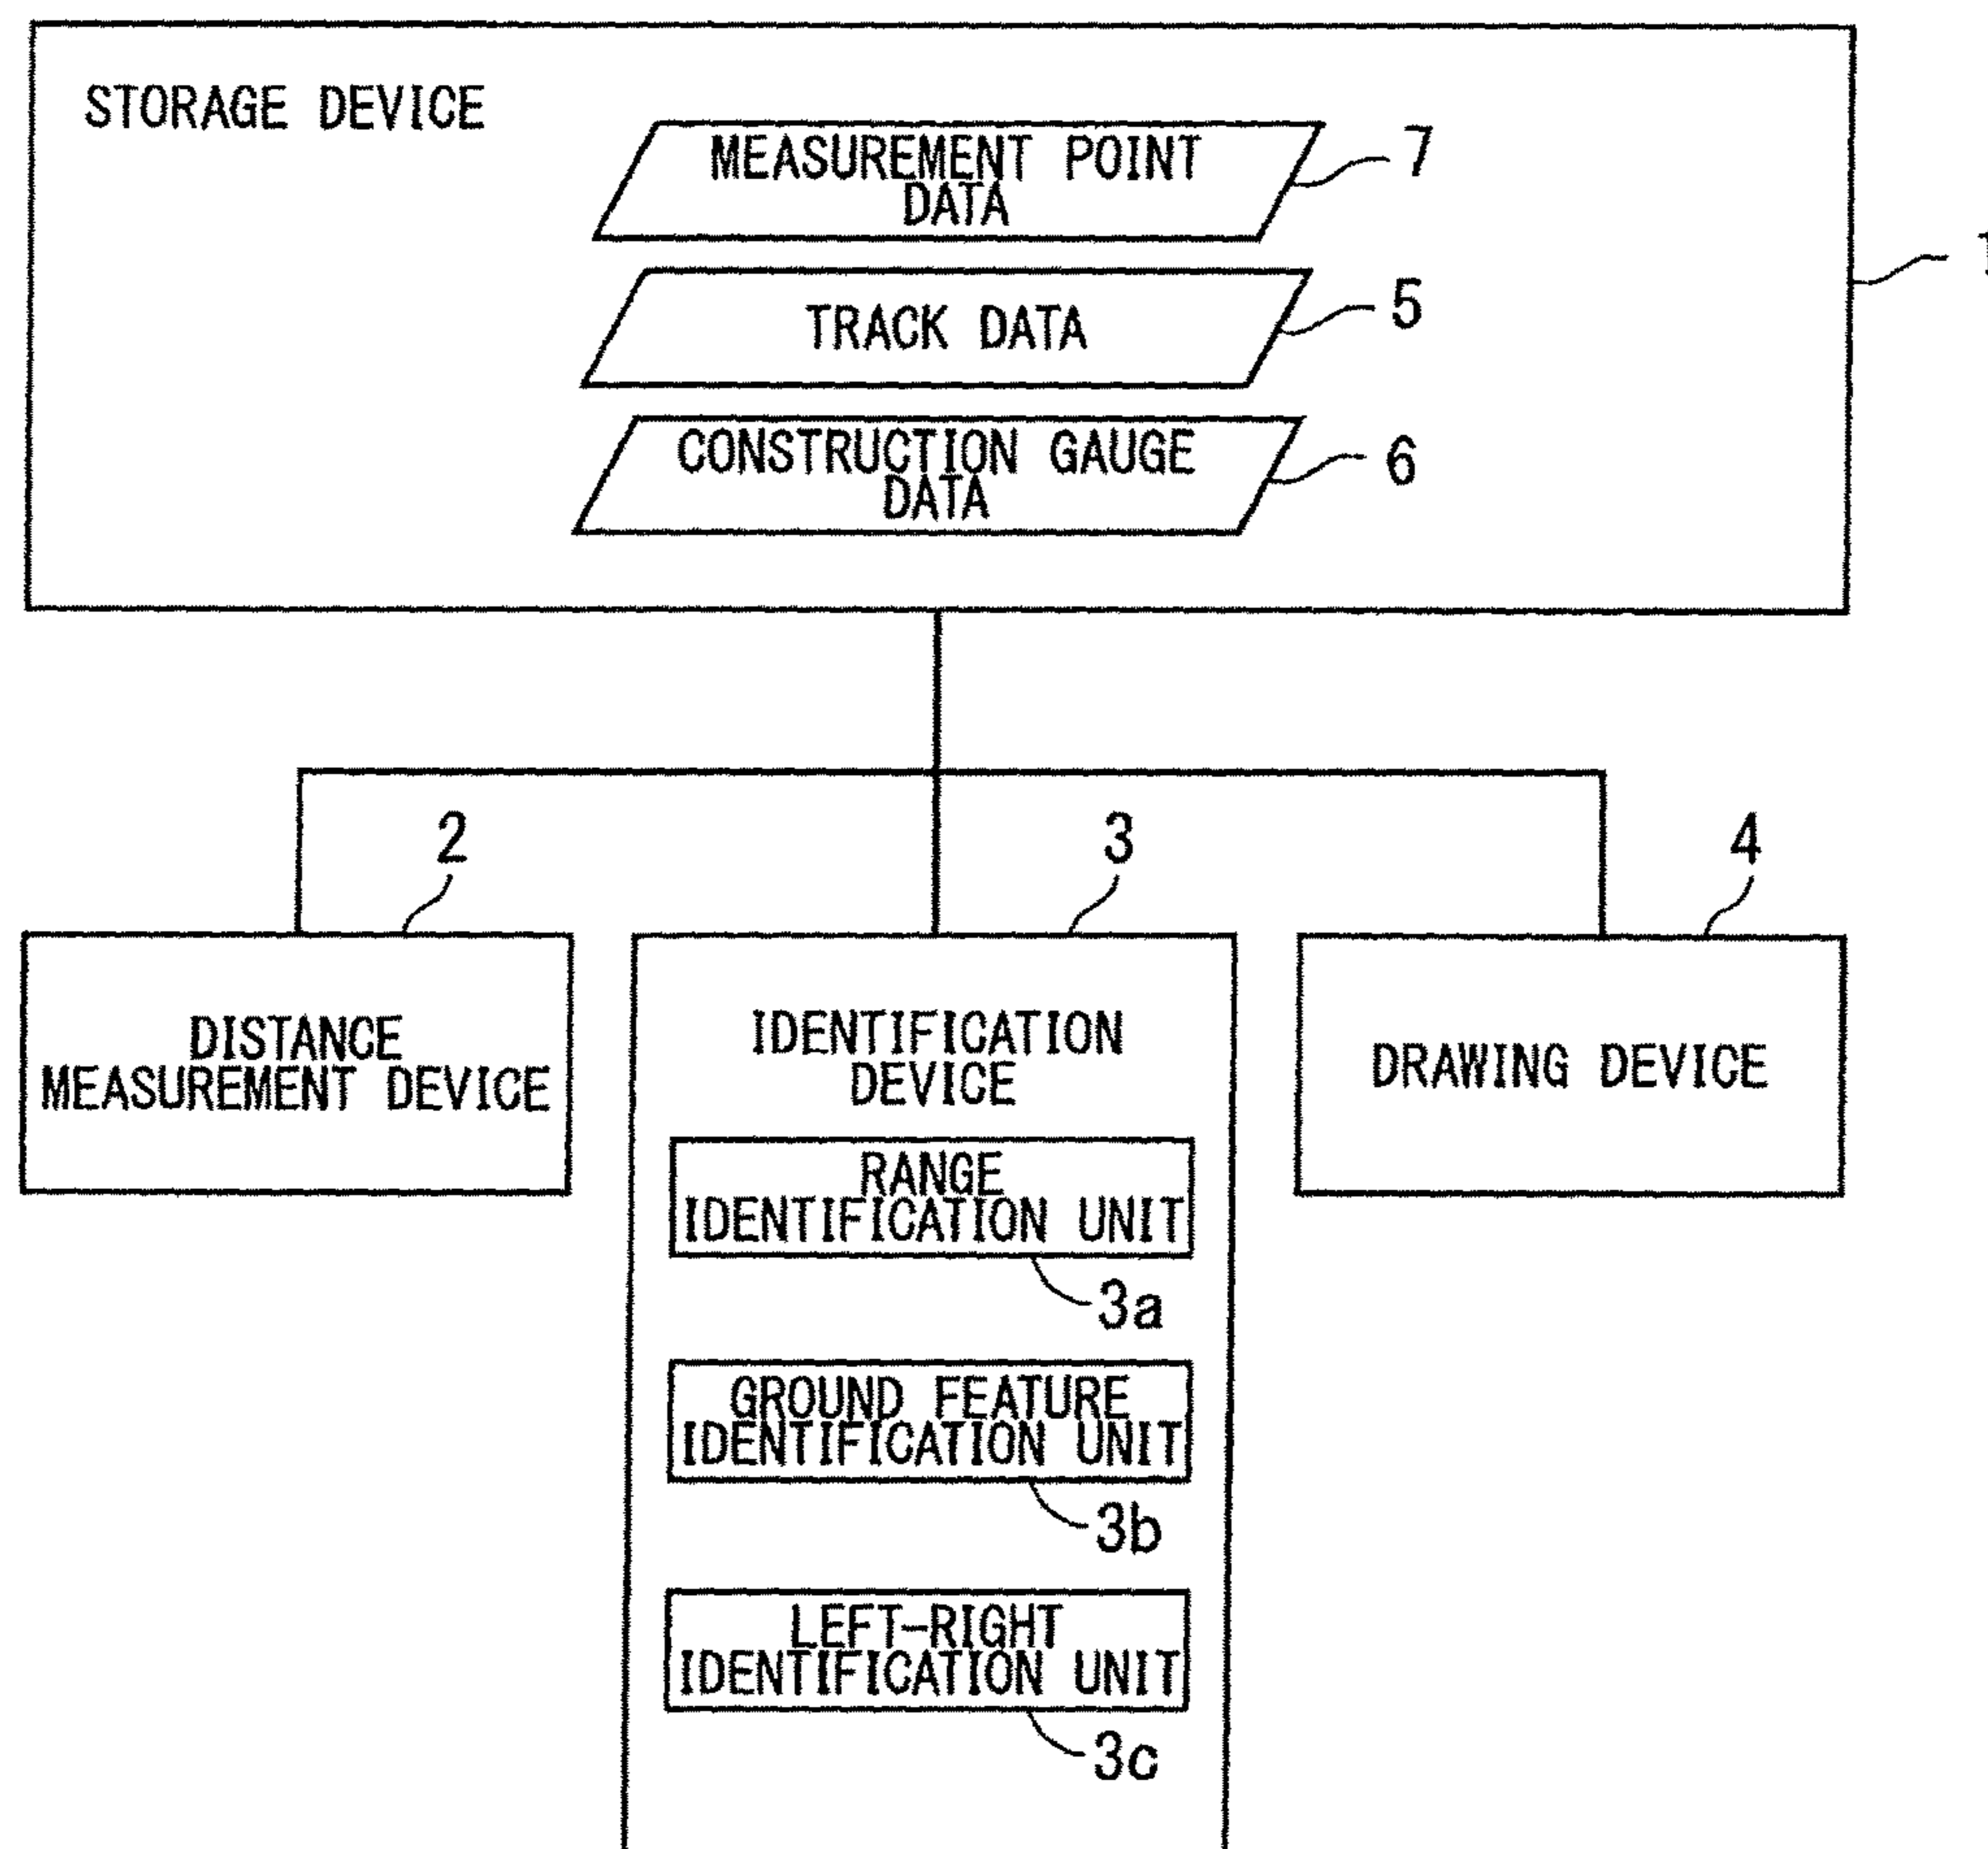 STORAGE DEVICE
MEASUREMENT POINT
DATA
7
1
TRACK DATA
5
CONSTRUCTION GAUGE
DATA
6
2
3
4
DISTANCE
MEASUREMENT DEVICE
IDENTIFICATION
DEVICE
DRAWING DEVICE
RANGE
IDENTIFICATION UNIT
3a
GROUND FEATURE
IDENTIFICATION UNIT
3b
LEFT-RIGHT
IDENTIFICATION UNIT
3c